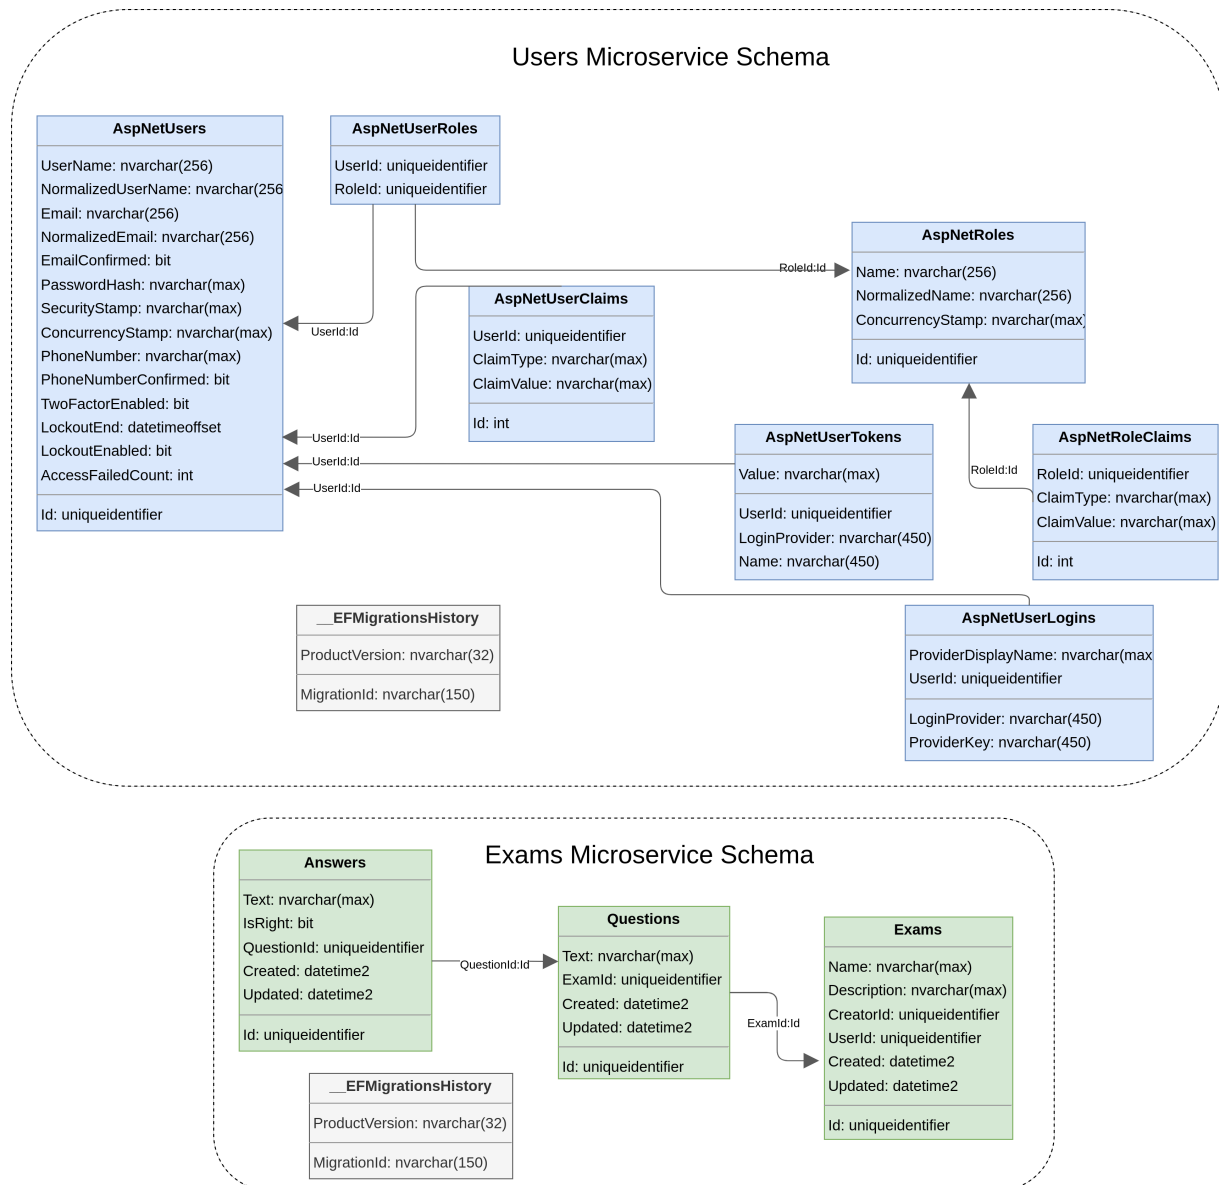 Users Microservice Schema
AspNetUsers
UserName: nvarchar(256)
NormalizedUserName: nvarchar(256
Email: nvarchar(256)
NormalizedEmail: nvarchar(256)
EmailConfirmed: bit
PasswordHash: nvarchar(max)
SecurityStamp: nvarchar(max)
ConcurrencyStamp: nvarchar(max)
PhoneNumber: nvarchar(max)
PhoneNumberConfirmed: bit
TwoFactorEnabled: bit
LockoutEnd: datetimeoffset
LockoutEnabled: bit
AccessFailedCount: int
Id: uniqueidentifier
AspNetUserRoles
UserId: uniqueidentifier
RoleId: uniqueidentifier
UserId:Id
RoleId:Id
AspNetRoles
Name: nvarchar(256)
NormalizedName: nvarchar(256)
ConcurrencyStamp: nvarchar(max)
Id: uniqueidentifier
AspNetUserClaims
UserId: uniqueidentifier
ClaimType: nvarchar(max)
ClaimValue: nvarchar(max)
Id: int
UserId:Id
UserId:Id
UserId:Id
AspNetUserTokens
Value: nvarchar(max)
UserId: uniqueidentifier
LoginProvider: nvarchar(450)
Name: nvarchar(450)
RoleId:Id
AspNetRoleClaims
RoleId: uniqueidentifier
ClaimType: nvarchar(max)
ClaimValue: nvarchar(max)
Id: int
__EFMigrationsHistory
ProductVersion: nvarchar(32)
MigrationId: nvarchar(150)
AspNetUserLogins
ProviderDisplayName: nvarchar(max
UserId: uniqueidentifier
LoginProvider: nvarchar(450)
ProviderKey: nvarchar(450)
Exams Microservice Schema
Answers
Text: nvarchar(max)
IsRight: bit
QuestionId: uniqueidentifier
Created: datetime2
Updated: datetime2
Id: uniqueidentifier
QuestionId:Id
Questions
Text: nvarchar(max)
ExamId: uniqueidentifier
Created: datetime2
Updated: datetime2
Id: uniqueidentifier
ExamId:Id
Exams
Name: nvarchar(max)
Description: nvarchar(max)
CreatorId: uniqueidentifier
UserId: uniqueidentifier
Created: datetime2
Updated: datetime2
Id: uniqueidentifier
__EFMigrationsHistory
ProductVersion: nvarchar(32)
MigrationId: nvarchar(150)